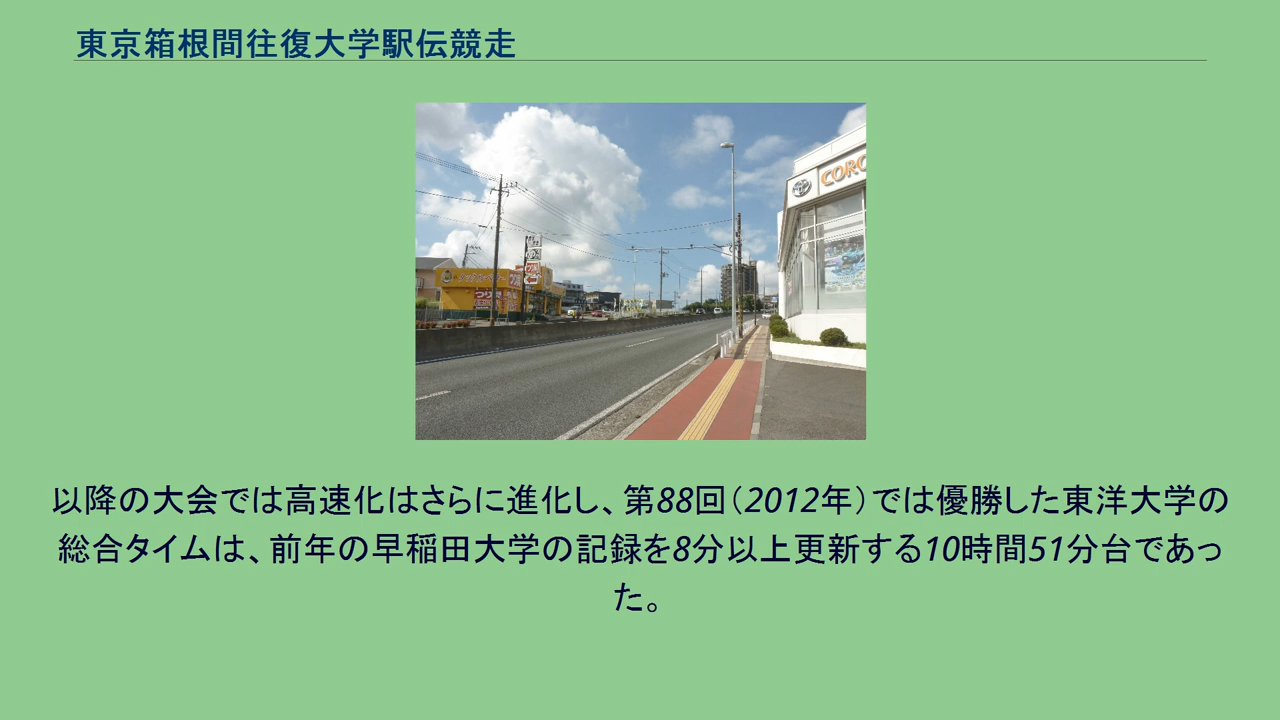 東京箱根間往復大学駅伝競走
CORO
つり具
以降の大会では高速化はさらに進化し、第88回（2012年）では優勝した東洋大学の
総合タイムは、前年の早稲田大学の記録を8分以上更新する10時間51分台であっ
た。